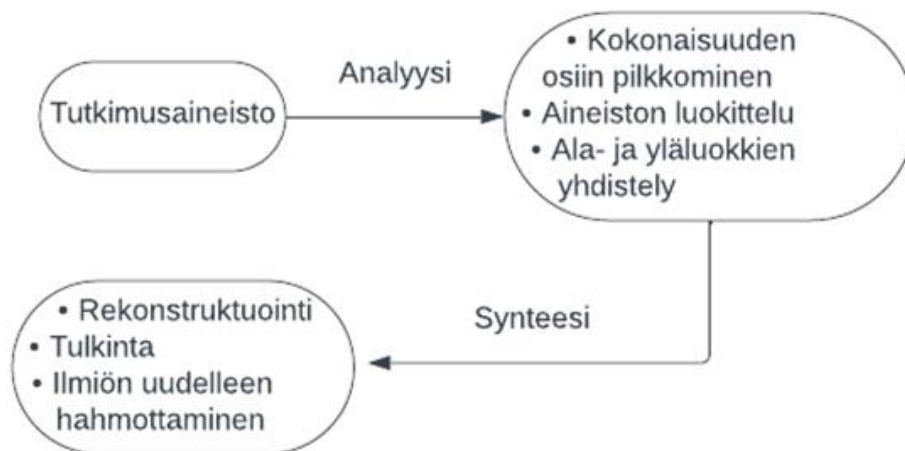 Tutkimusaineisto
Analyysi
• Kokonaisuuden
osiin pilkkominen
• Aineiston luokittelu
• Ala- ja yläluokkien
yhdistely
Synteesi
• Rekonstruktuointi
• Tulkinta
• Ilmiön uudelleen
hahmottaminen